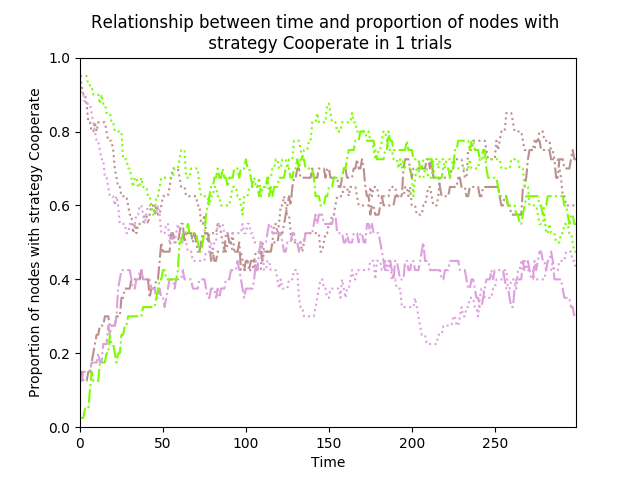 Relationship between time and proportion of nodes with
strategy Cooperate in 1 trials
Proportion of nodes with strategy Cooperate
1.0
0.8
0.6
0.4
0.2
0.0
0 50 100 150 200 250
Time